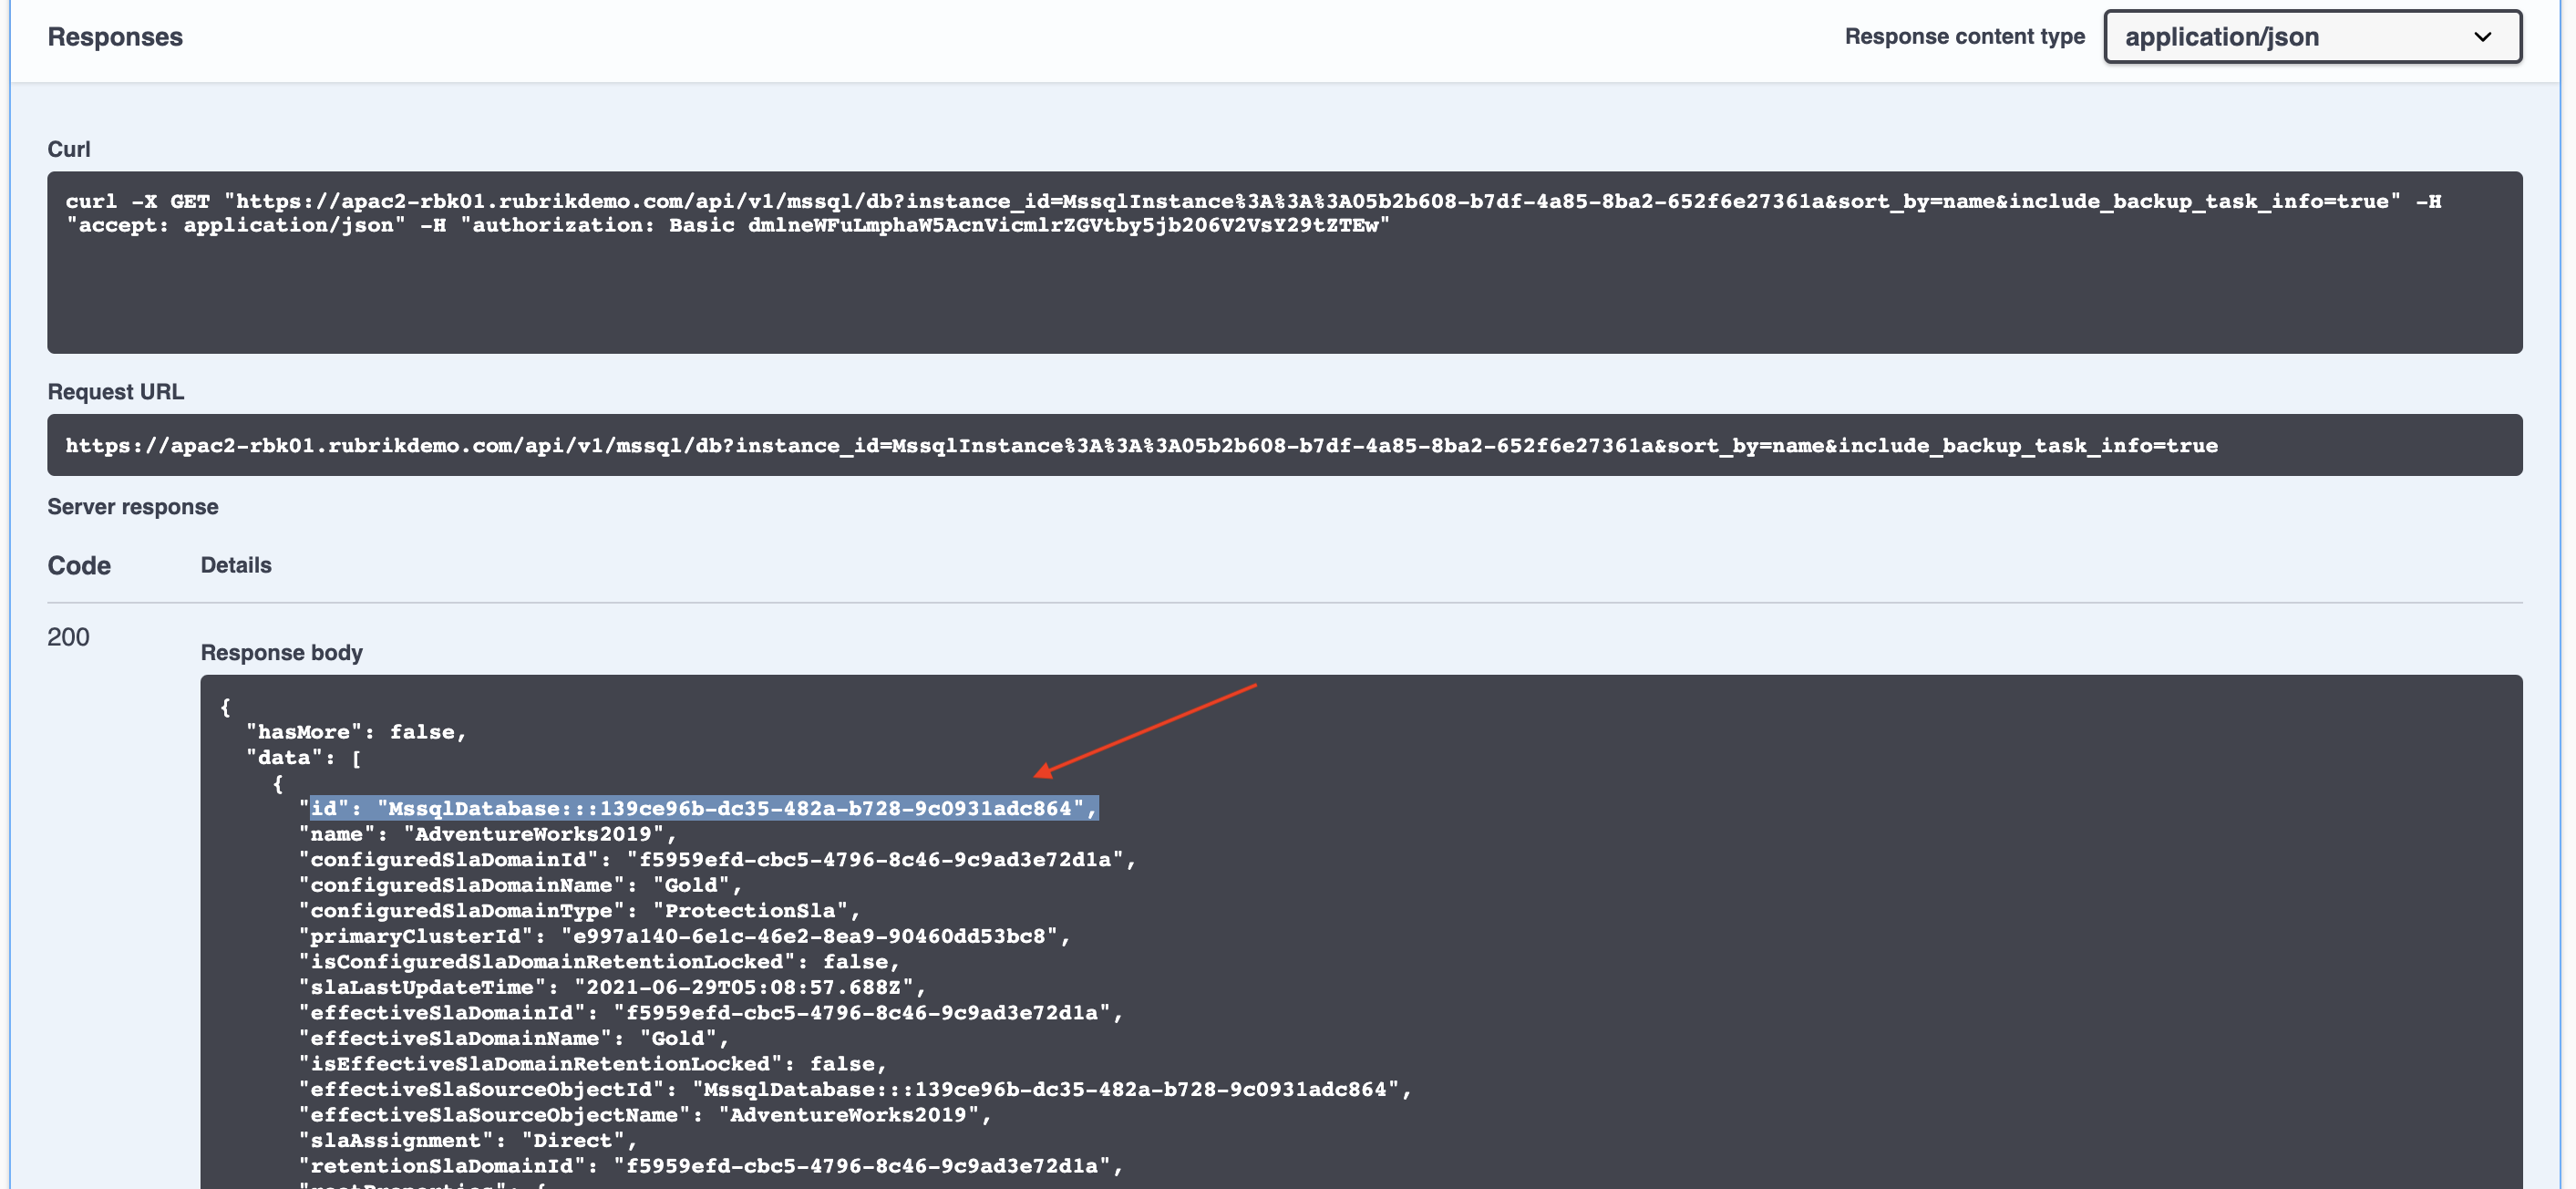 Responses
Response content type application/json
Curl
curl -X GET "https://apac2-rbk01.rubrikdemo.com/api/v1/mssql/db?instance_id=MssqlInstance%3A%3A%3A05b2b608-b7df-4a85-8ba2-652f6e27361a&sort_by=name&include_backup_task_info=true" -H
"accept: application/json" -H "authorization: Basic dmlneWFuLmphaW5AcnVicmlrZGVtby5jb206V2VsY29tZTEw"
Request URL
https://apac2-rbk01.rubrikdemo.com/api/v1/mssql/db?instance_id=MssqlInstance%3A%3A%3A05b2b608-b7df-4a85-8ba2-652f6e27361a&sort_by=name&include_backup_task_info=true
Server response
Code Details
200
Response body
{
"hasMore": false,
"data": [
{
"id": "MssqlDatabase:::139ce96b-dc35-482a-b728-9c0931adc864",
"name": "AdventureWorks2019",
"configuredSlaDomainId": "f5959efd-cbc5-4796-8c46-9c9ad3e72d1a",
"configuredSlaDomainName": "Gold",
"configuredSlaDomainType": "ProtectionSla",
"primaryClusterId": "e997a140-6e1c-46e2-8ea9-90460dd53bc8",
"isConfiguredSlaDomainRetentionLocked": false,
"slaLastUpdateTime": "2021-06-29T05:08:57.688Z",
"effectiveSlaDomainId": "f5959efd-cbc5-4796-8c46-9c9ad3e72d1a",
"effectiveSlaDomainName": "Gold",
"isEffectiveSlaDomainRetentionLocked": false,
"effectiveSlaSourceObjectId": "MssqlDatabase:::139ce96b-dc35-482a-b728-9c0931adc864",
"effectiveSlaSourceObjectName": "AdventureWorks2019",
"slaAssignment": "Direct",
"retentionSlaDomainId": "f5959efd-cbc5-4796-8c46-9c9ad3e72d1a",